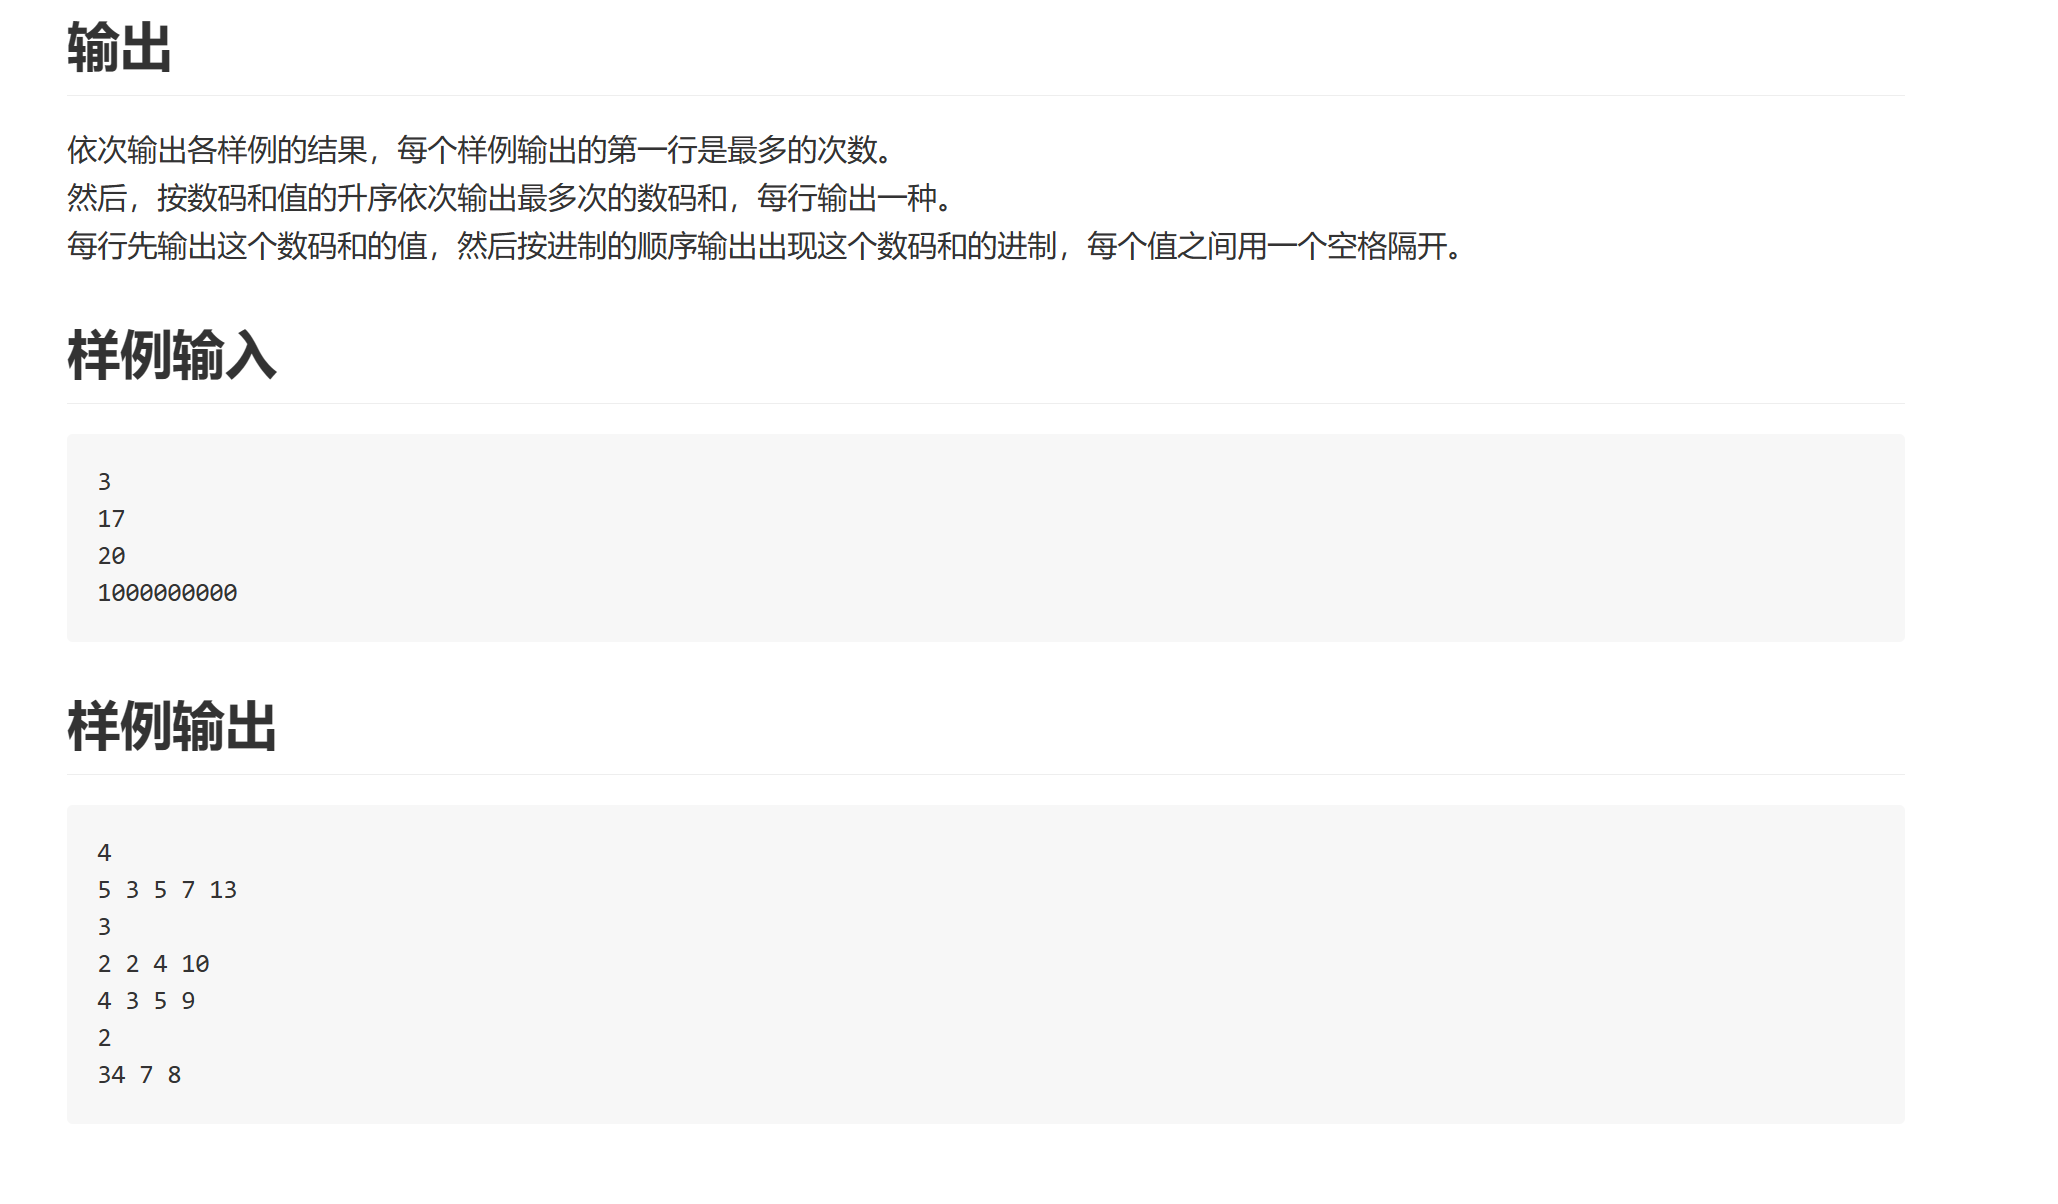 输出
依次输出各样例的结果，每个样例输出的第一行是最多的次数。
然后，按数码和值的升序依次输出最多次的数码和，每行输出一种。
每行先输出这个数码和的值，然后按进制的顺序输出出现这个数码和的进制，每个值之间用一个空格隔开。
样例输入
3
17
20
1000000000
样例输出
4
5 3 5 7 13
3
2 2 4 10
4 3 5 9
2
34 7 8